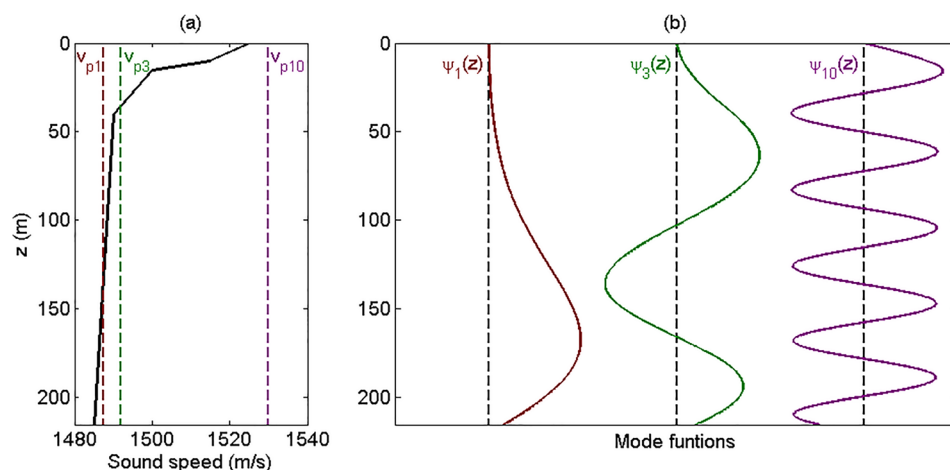 (a)
(b)
0
50
100
150
200
z (m)
v_p1
v_p3
v_p10
1480
1500
1520
1540
Sound speed (m/s)
0
50
100
150
200
ψ_1(z)
ψ_3(z)
ψ_10(z)
Mode funtions